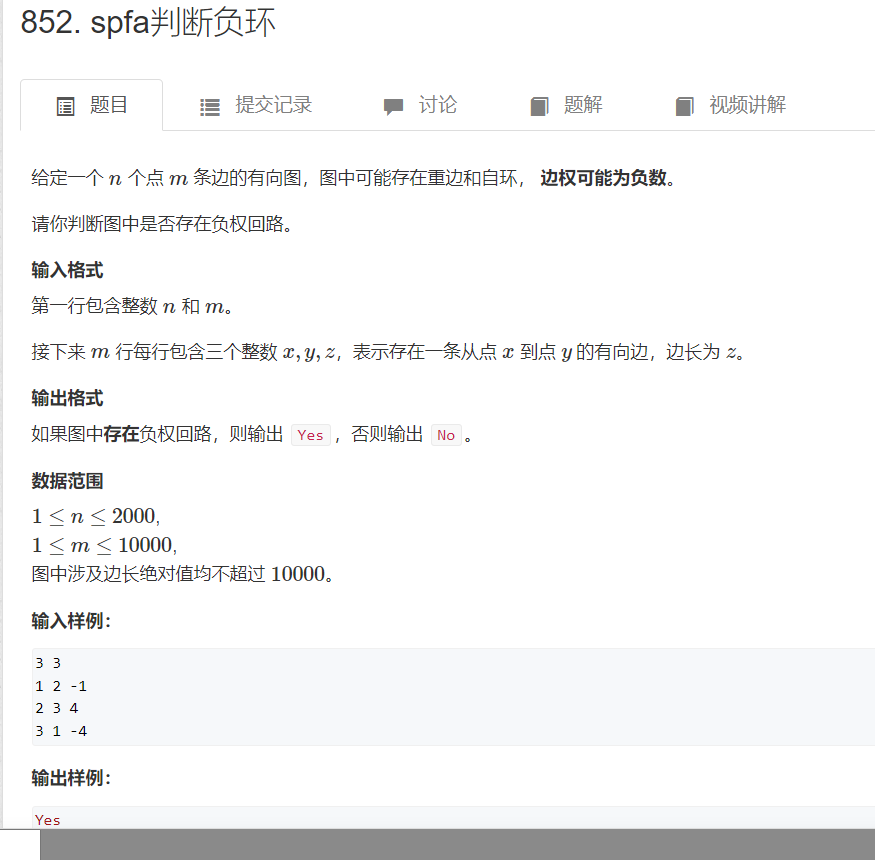 852. spfa判断负环
题目 提交记录 讨论 题解 视频讲解
给定一个 n 个点 m 条边的有向图，图中可能存在重边和自环， 边权可能为负数。
请你判断图中是否存在负权回路。
输入格式
第一行包含整数 n 和 m。
接下来 m 行每行包含三个整数 x, y, z，表示存在一条从点 x 到点 y 的有向边，边长为 z。
输出格式
如果图中存在负权回路，则输出 Yes ，否则输出 No 。
数据范围
1 ≤ n ≤ 2000,
1 ≤ m ≤ 10000,
图中涉及边长绝对值均不超过 10000。
输入样例：
3 3
1 2 -1
2 3 4
3 1 -4
输出样例：
Yes